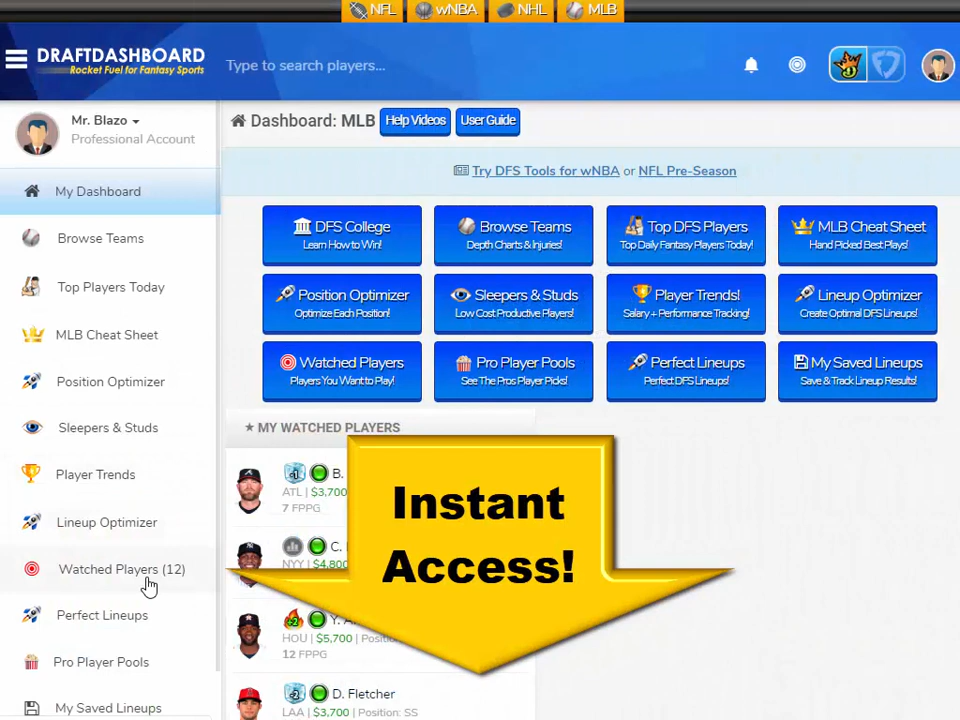 NFL
wNBA
NHL
MLB
DRAFTDASHBOARD
Rocket Fuel for Fantasy Sports
Type to search players...
Mr. Blazo
Professional Account
Dashboard: MLB
Help Videos
User Guide
Try DFS Tools for wNBA or NFL Pre-Season
My Dashboard
Browse Teams
Top Players Today
MLB Cheat Sheet
Position Optimizer
Sleepers & Studs
Player Trends
Lineup Optimizer
Watched Players (12)
Perfect Lineups
Pro Player Pools
My Saved Lineups
DFS College
Learn How to Win!
Browse Teams
Depth Charts & Injuries!
Top DFS Players
Top Daily Fantasy Players Today!
MLB Cheat Sheet
Hand Picked Best Plays!
Position Optimizer
Optimize Each Position!
Sleepers & Studs
Low Cost Productive Players!
Player Trends!
Salary + Performance Tracking!
Lineup Optimizer
Create Optimal DFS Lineups!
Watched Players
Players You Want to Play!
Pro Player Pools
See The Pros Player Picks!
Perfect Lineups
Perfect DFS Lineups!
My Saved Lineups
Save & Track Lineup Results!
★ MY WATCHED PLAYERS
B.
ATL | $3,700
7 FPPG
C.
NYY | $4,800
Y.
HOU | $5,700 | Position:
12 FPPG
D. Fletcher
LAA | $3,700 | Position: SS
Instant
Access!